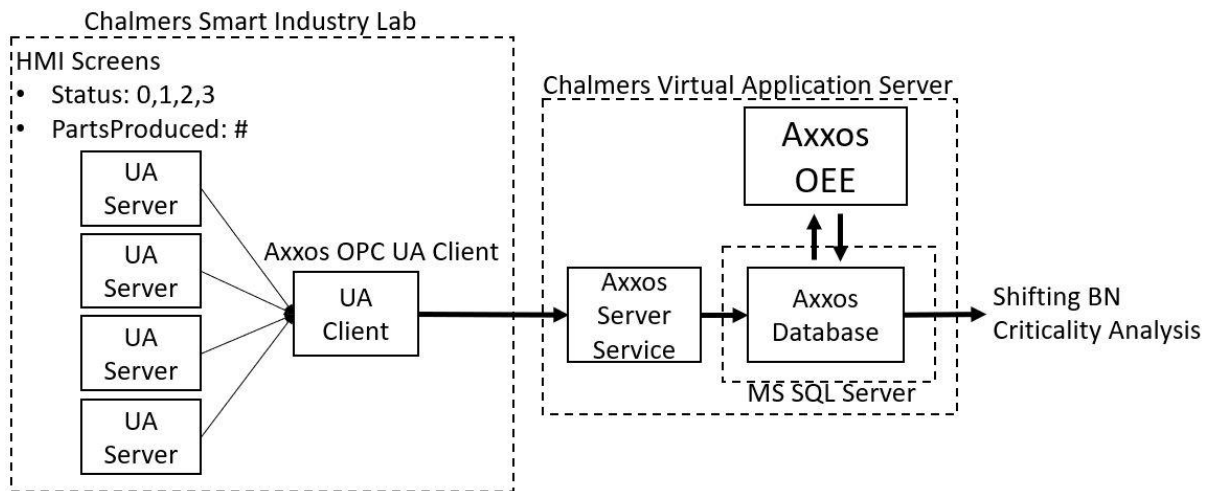 Chalmers Smart Industry Lab
HMI Screens
• Status: 0,1,2,3
• PartsProduced: #
UA
Server
UA
Server
UA
Server
UA
Server
Axxos OPC UA Client
UA
Client
Chalmers Virtual Application Server
Axxos
OEE
Axxos
Server
Service
Axxos
Database
MS SQL Server
Shifting BN
Criticality Analysis